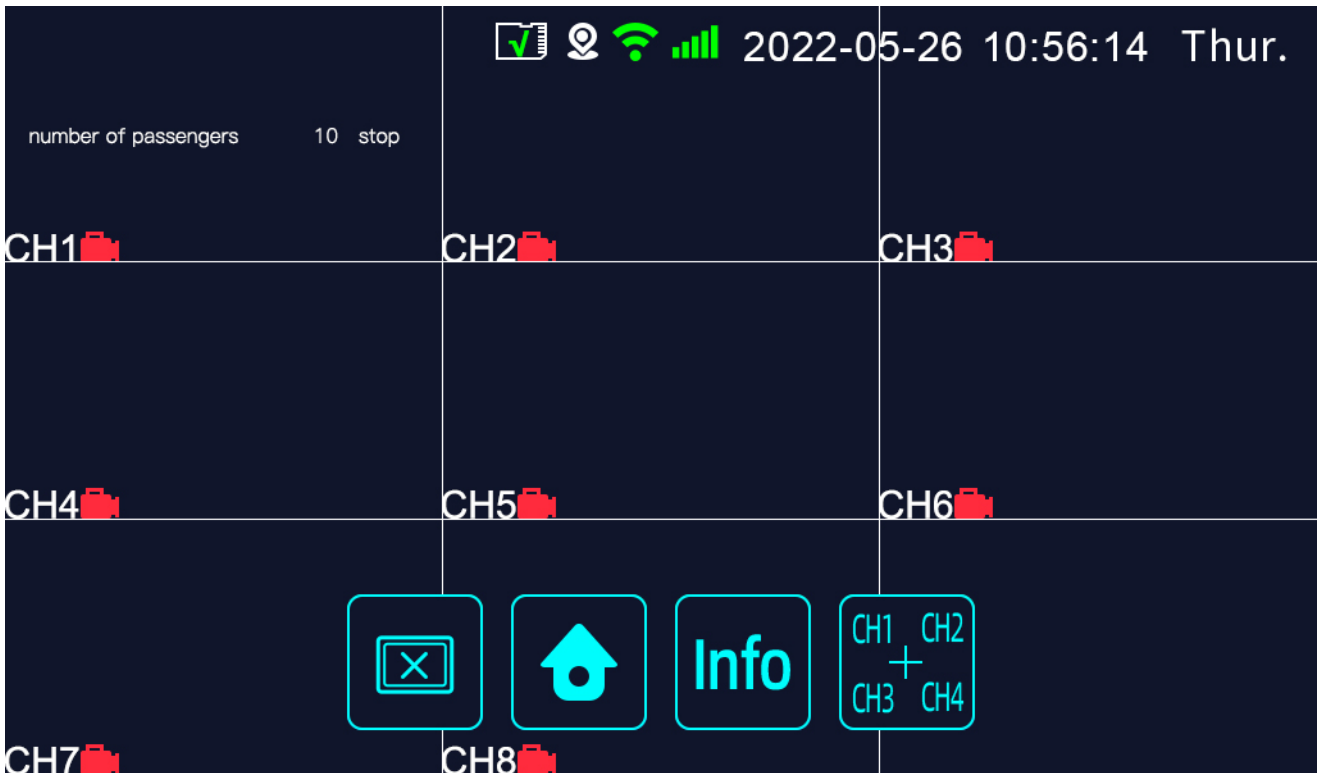 2022-05-26 10:56:14 Thur.
number of passengers 10 stop
CH1 CH2 CH3
CH4 CH5 CH6
Info
CH1 CH2
CH3 CH4
CH7 CH8